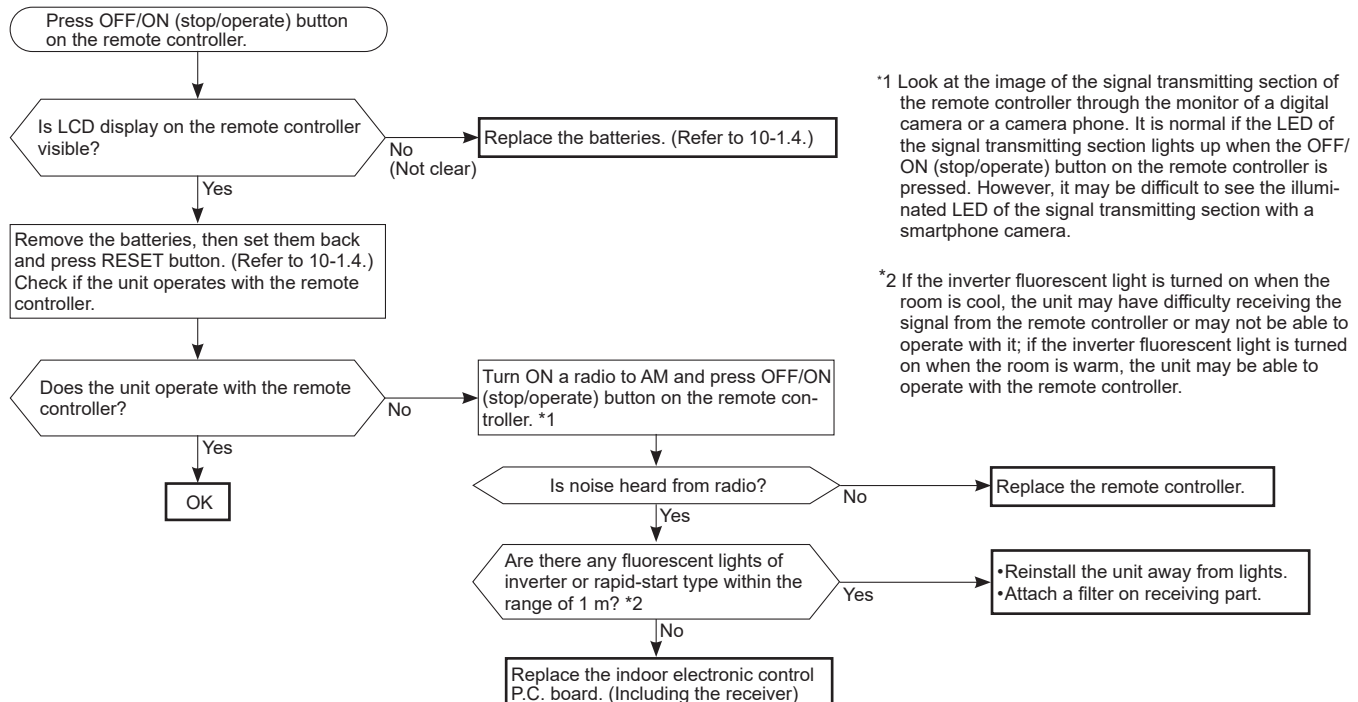 Press OFF/ON (stop/operate) button
on the remote controller.
Is LCD display on the remote controller
visible?
No
(Not clear)
Replace the batteries. (Refer to 10-1.4.)
Yes
Remove the batteries, then set them back
and press RESET button. (Refer to 10-1.4.)
Check if the unit operates with the remote
controller.
Does the unit operate with the remote
controller?
No
Yes
OK
Turn ON a radio to AM and press OFF/ON
(stop/operate) button on the remote con-
troller. *1
Is noise heard from radio?
No
Replace the remote controller.
Yes
Are there any fluorescent lights of
inverter or rapid-start type within the
range of 1 m? *2
Yes
•Reinstall the unit away from lights.
•Attach a filter on receiving part.
No
Replace the indoor electronic control
P.C. board. (Including the receiver)
*1 Look at the image of the signal transmitting section of
the remote controller through the monitor of a digital
camera or a camera phone. It is normal if the LED of
the signal transmitting section lights up when the OFF/
ON (stop/operate) button on the remote controller is
pressed. However, it may be difficult to see the illumi-
nated LED of the signal transmitting section with a
smartphone camera.
*2 If the inverter fluorescent light is turned on when the
room is cool, the unit may have difficulty receiving the
signal from the remote controller or may not be able to
operate with it; if the inverter fluorescent light is turned
on when the room is warm, the unit may be able to
operate with the remote controller.